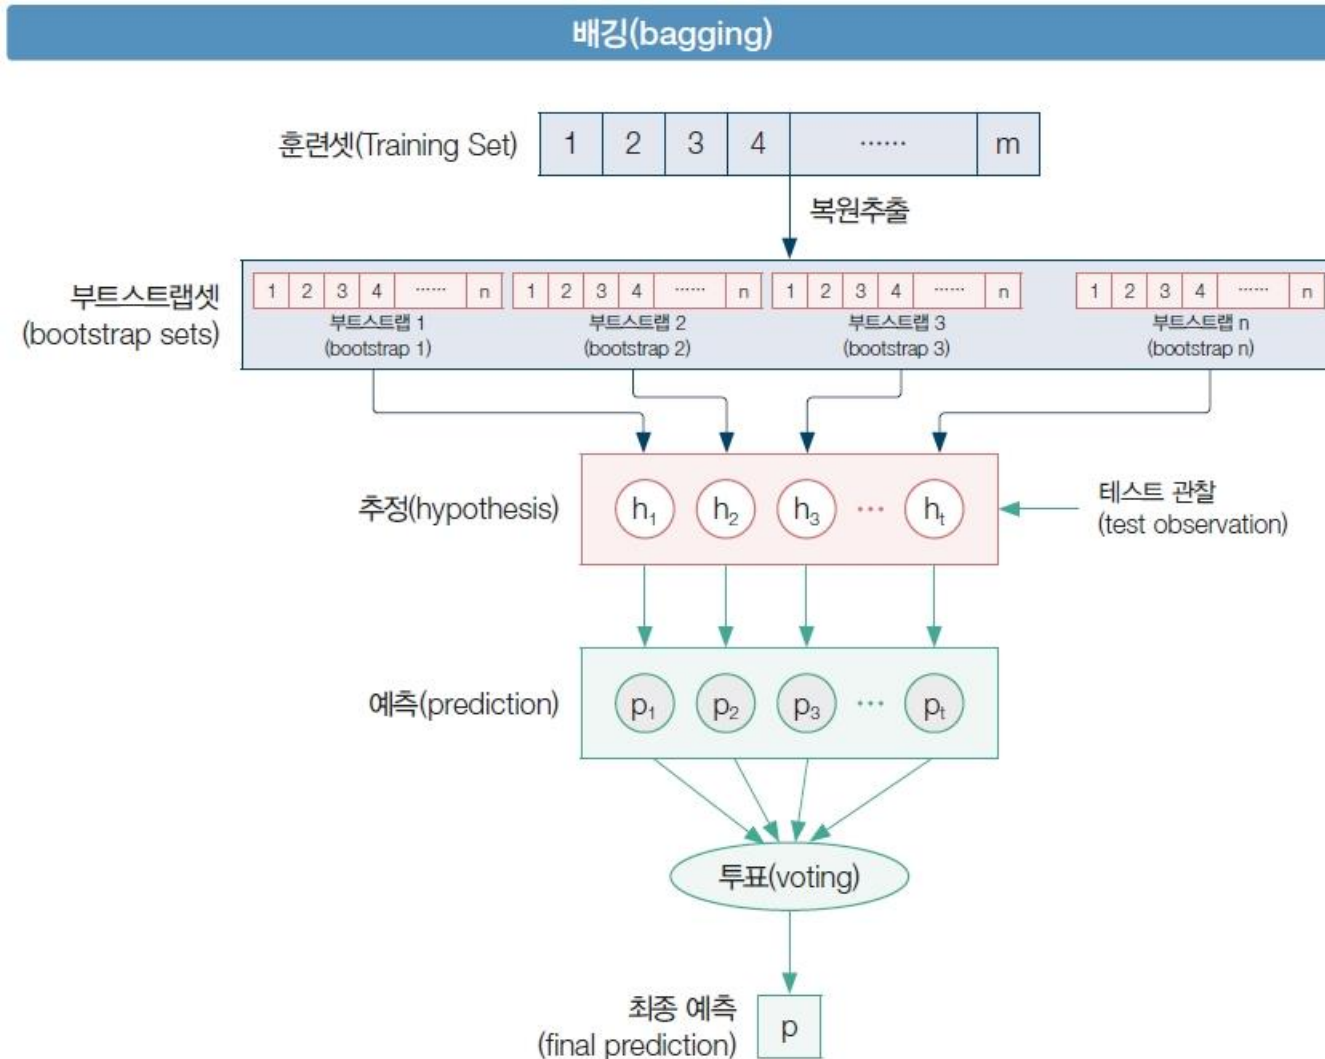 배깅(bagging)
훈련셋(Training Set) 1 2 3 4 ⋯⋯ m
복원추출
부트스트랩셋
(bootstrap sets)
1 2 3 4 ⋯⋯ n 1 2 3 4 ⋯⋯ n 1 2 3 4 ⋯⋯ n 1 2 3 4 ⋯⋯ n
부트스트랩 1 부트스트랩 2 부트스트랩 3 부트스트랩 n
(bootstrap 1) (bootstrap 2) (bootstrap 3) (bootstrap n)
추정(hypothesis) h₁ h₂ h₃ ⋯ hₜ
테스트 관찰
(test observation)
예측(prediction) p₁ p₂ p₃ ⋯ pₜ
투표(voting)
최종 예측
(final prediction)
p